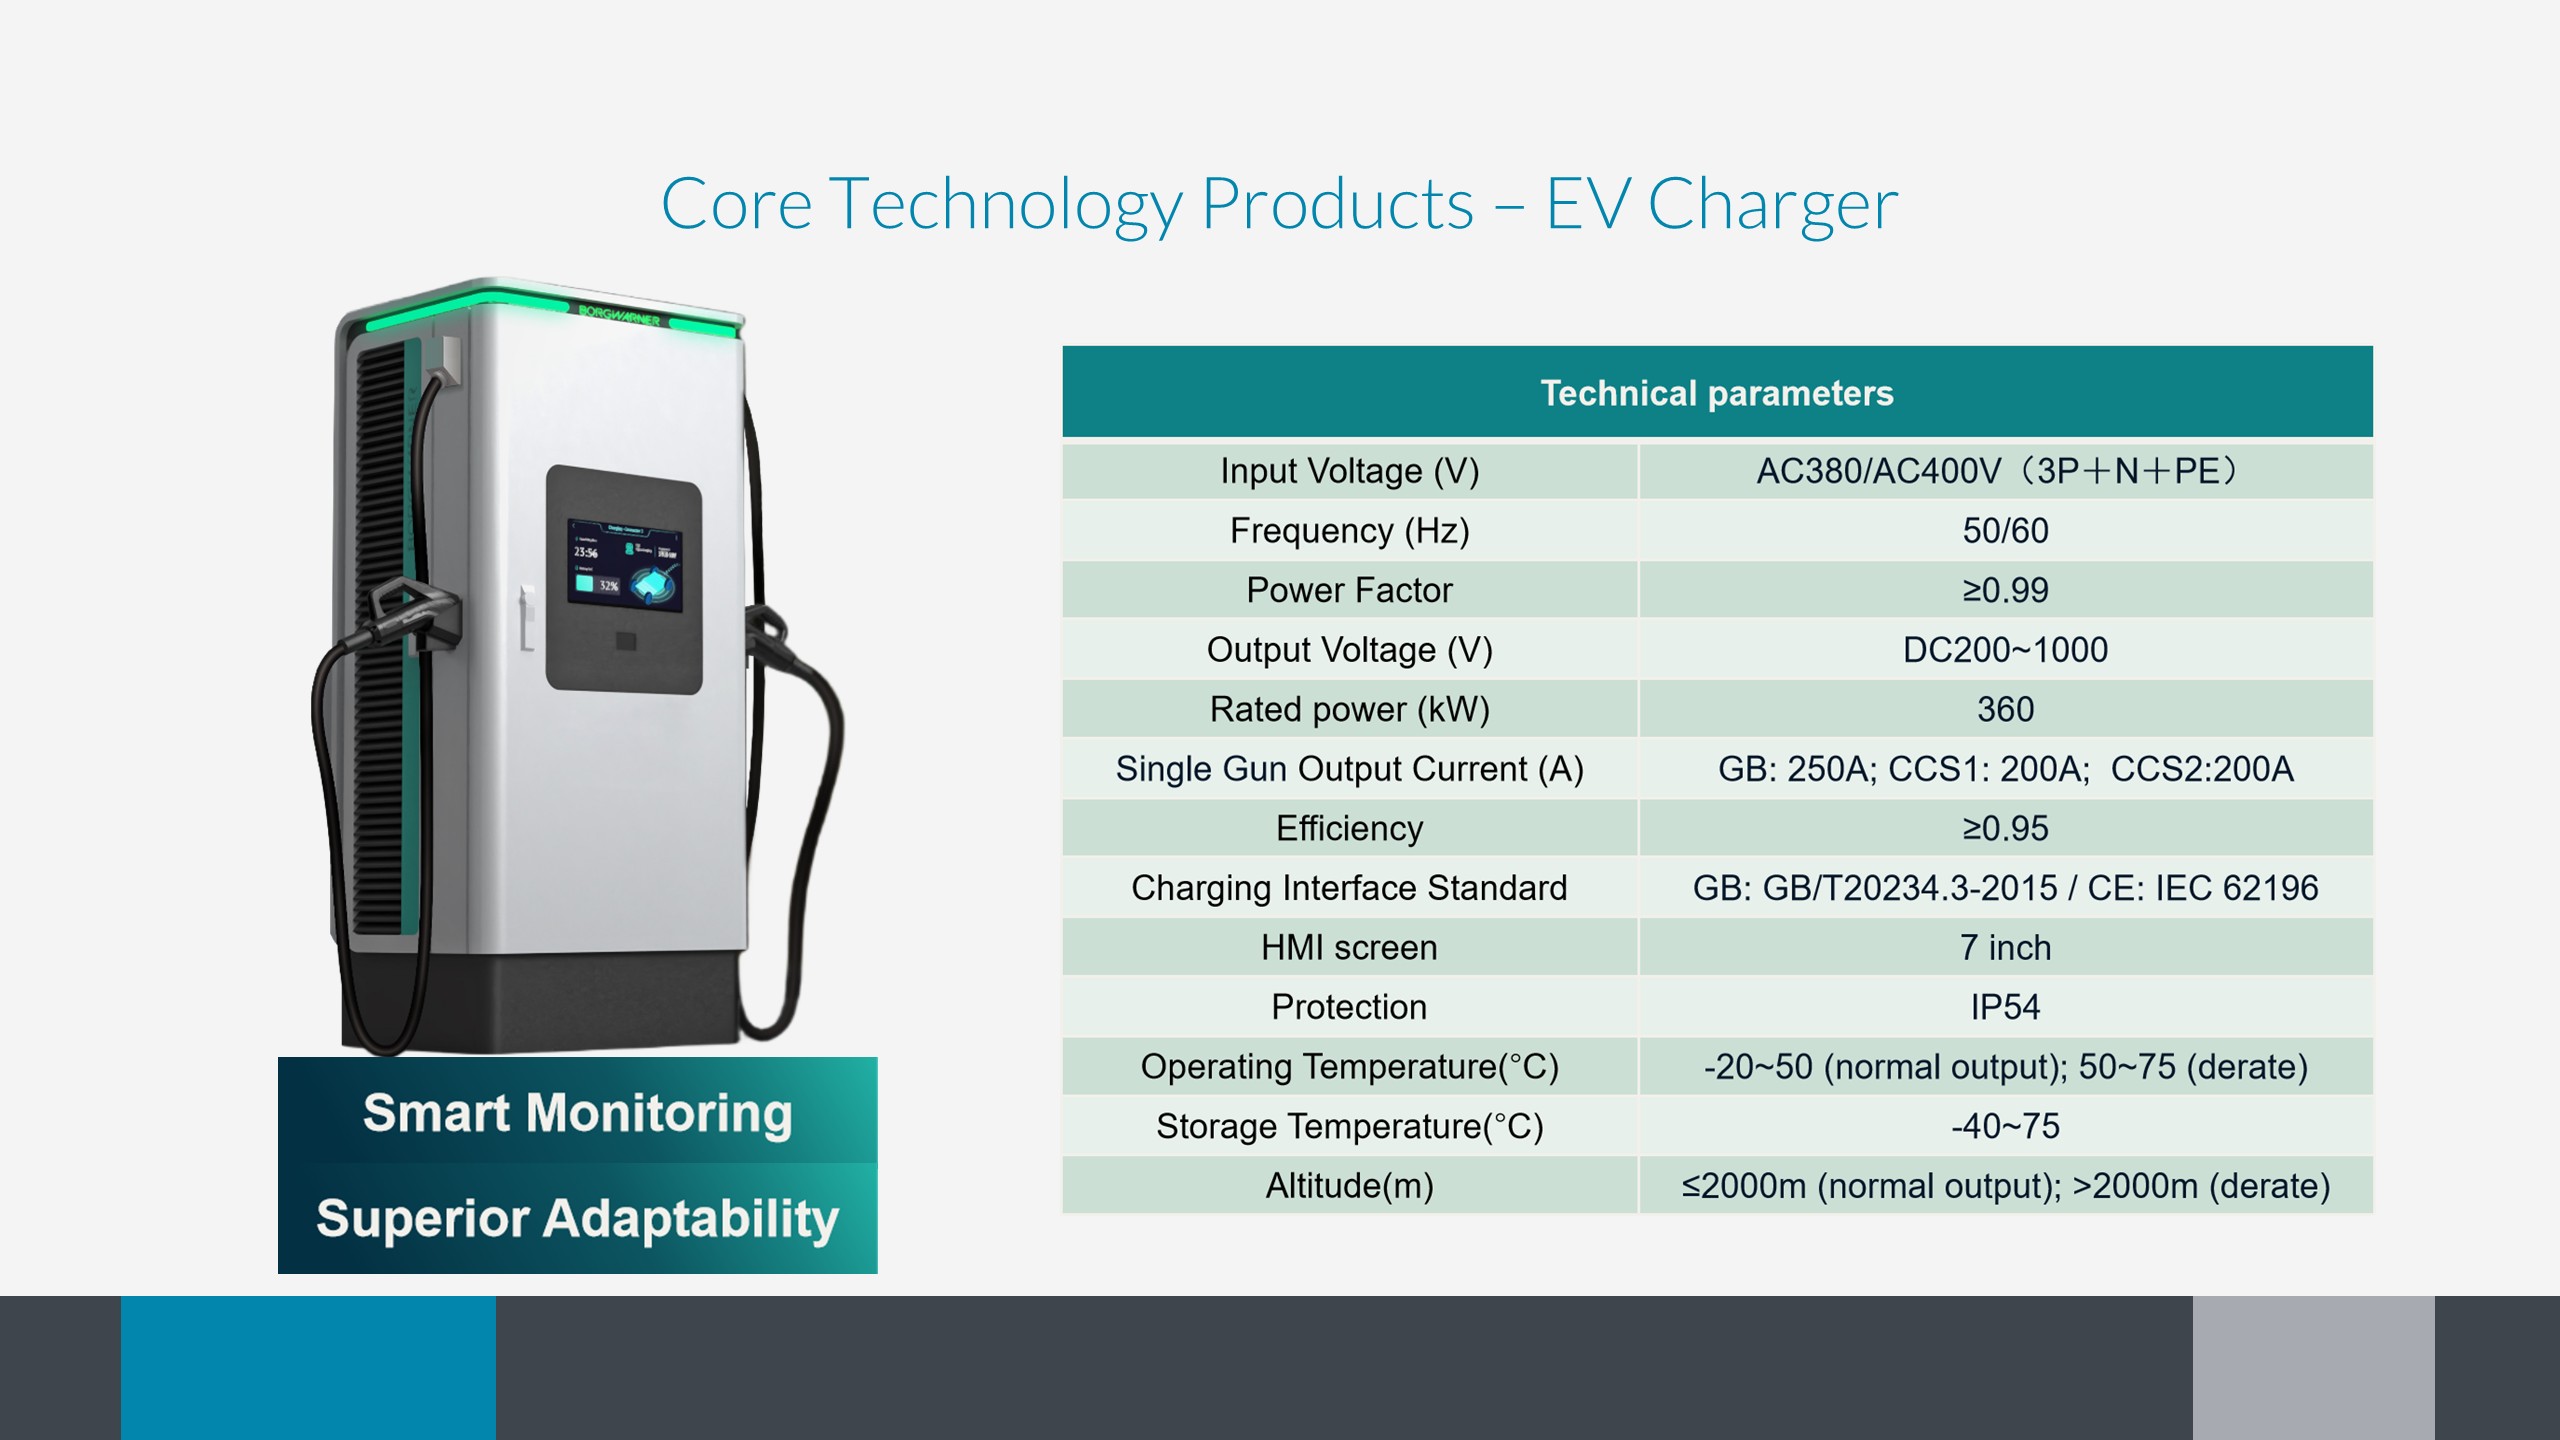 Core Technology Products – EV Charger
BORGWARNER
23:56
32%
Smart Monitoring
Superior Adaptability
Technical parameters
Input Voltage (V) AC380/AC400V（3P＋N＋PE）
Frequency (Hz) 50/60
Power Factor ≥0.99
Output Voltage (V) DC200~1000
Rated power (kW) 360
Single Gun Output Current (A) GB: 250A; CCS1: 200A;  CCS2:200A
Efficiency ≥0.95
Charging Interface Standard GB: GB/T20234.3-2015 / CE: IEC 62196
HMI screen 7 inch
Protection IP54
Operating Temperature(°C) -20~50 (normal output); 50~75 (derate)
Storage Temperature(°C) -40~75
Altitude(m) ≤2000m (normal output); >2000m (derate)